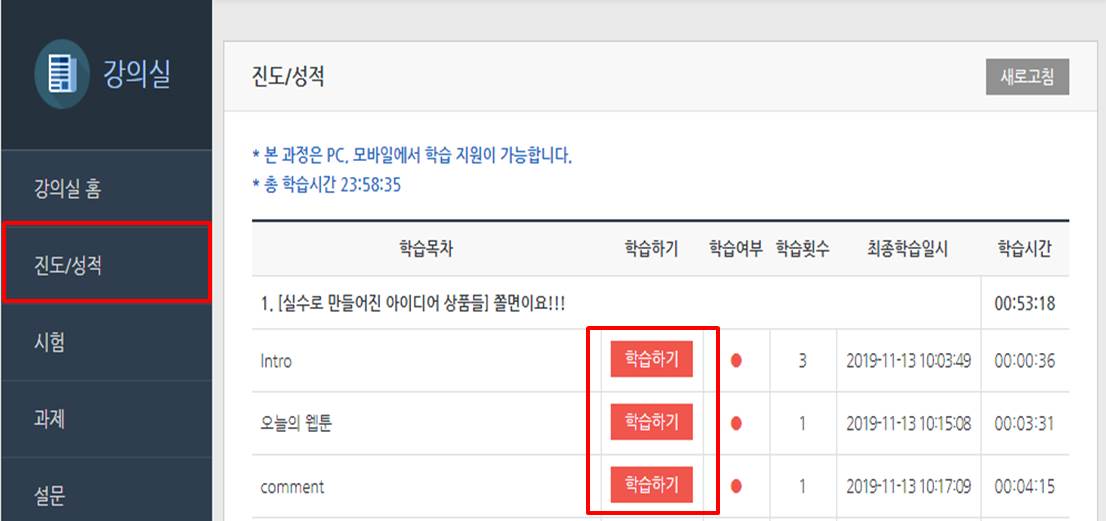 강의실
강의실 홈
진도/성적
시험
과제
설문
진도/성적
새로고침
* 본 과정은 PC, 모바일에서 학습 지원이 가능합니다.
* 총 학습시간 23:58:35
학습목차 학습하기 학습여부 학습횟수 최종학습일시 학습시간
1. [실수로 만들어진 아이디어 상품들] 쫄면이요!!! 00:53:18
Intro 학습하기 ● 3 2019-11-13 10:03:49 00:00:36
오늘의 웹툰 학습하기 ● 1 2019-11-13 10:15:08 00:03:31
comment 학습하기 ● 1 2019-11-13 10:17:09 00:04:15